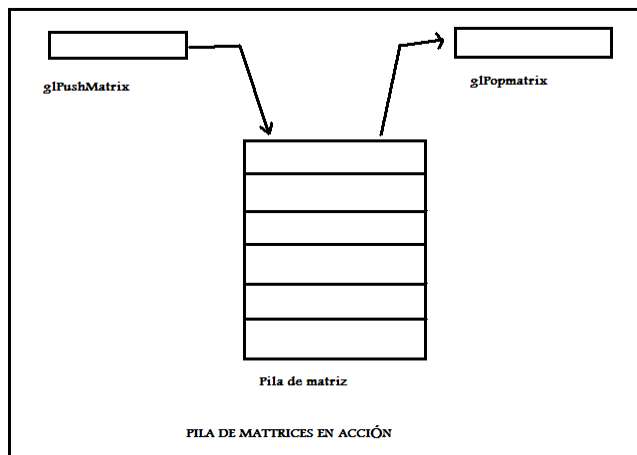 glPushMatrix
glPopmatrix
Pila de matriz
PILA DE MATTRICES EN ACCIÓN